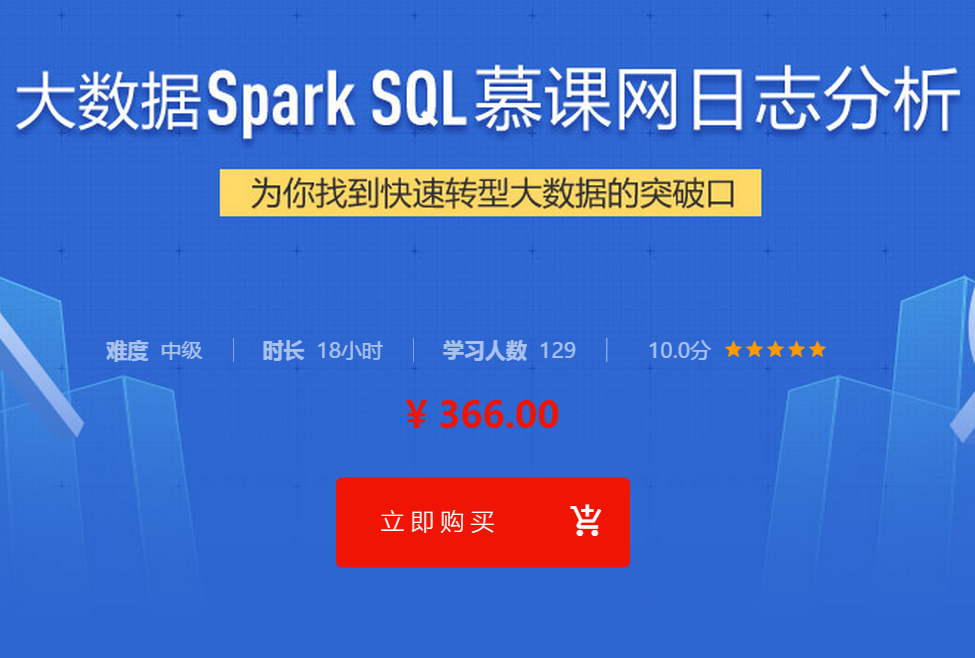 大数据Spark SQL慕课网日志分析
为你找到快速转型大数据的突破口
难度 中级 时长 18小时 学习人数 129 10.0分
¥ 366.00
立即购买